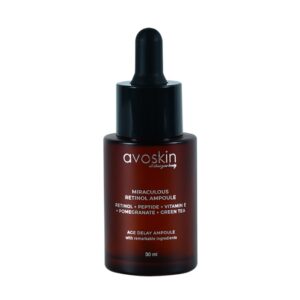 avoskin
MIRACULOUS
RETINOL AMPOULE
RETINOL + PEPTIDE + VITAMIN E
+ POMEGRANATE + GREEN TEA
AGE DELAY AMPOULE
with remarkable ingredients
30 ml